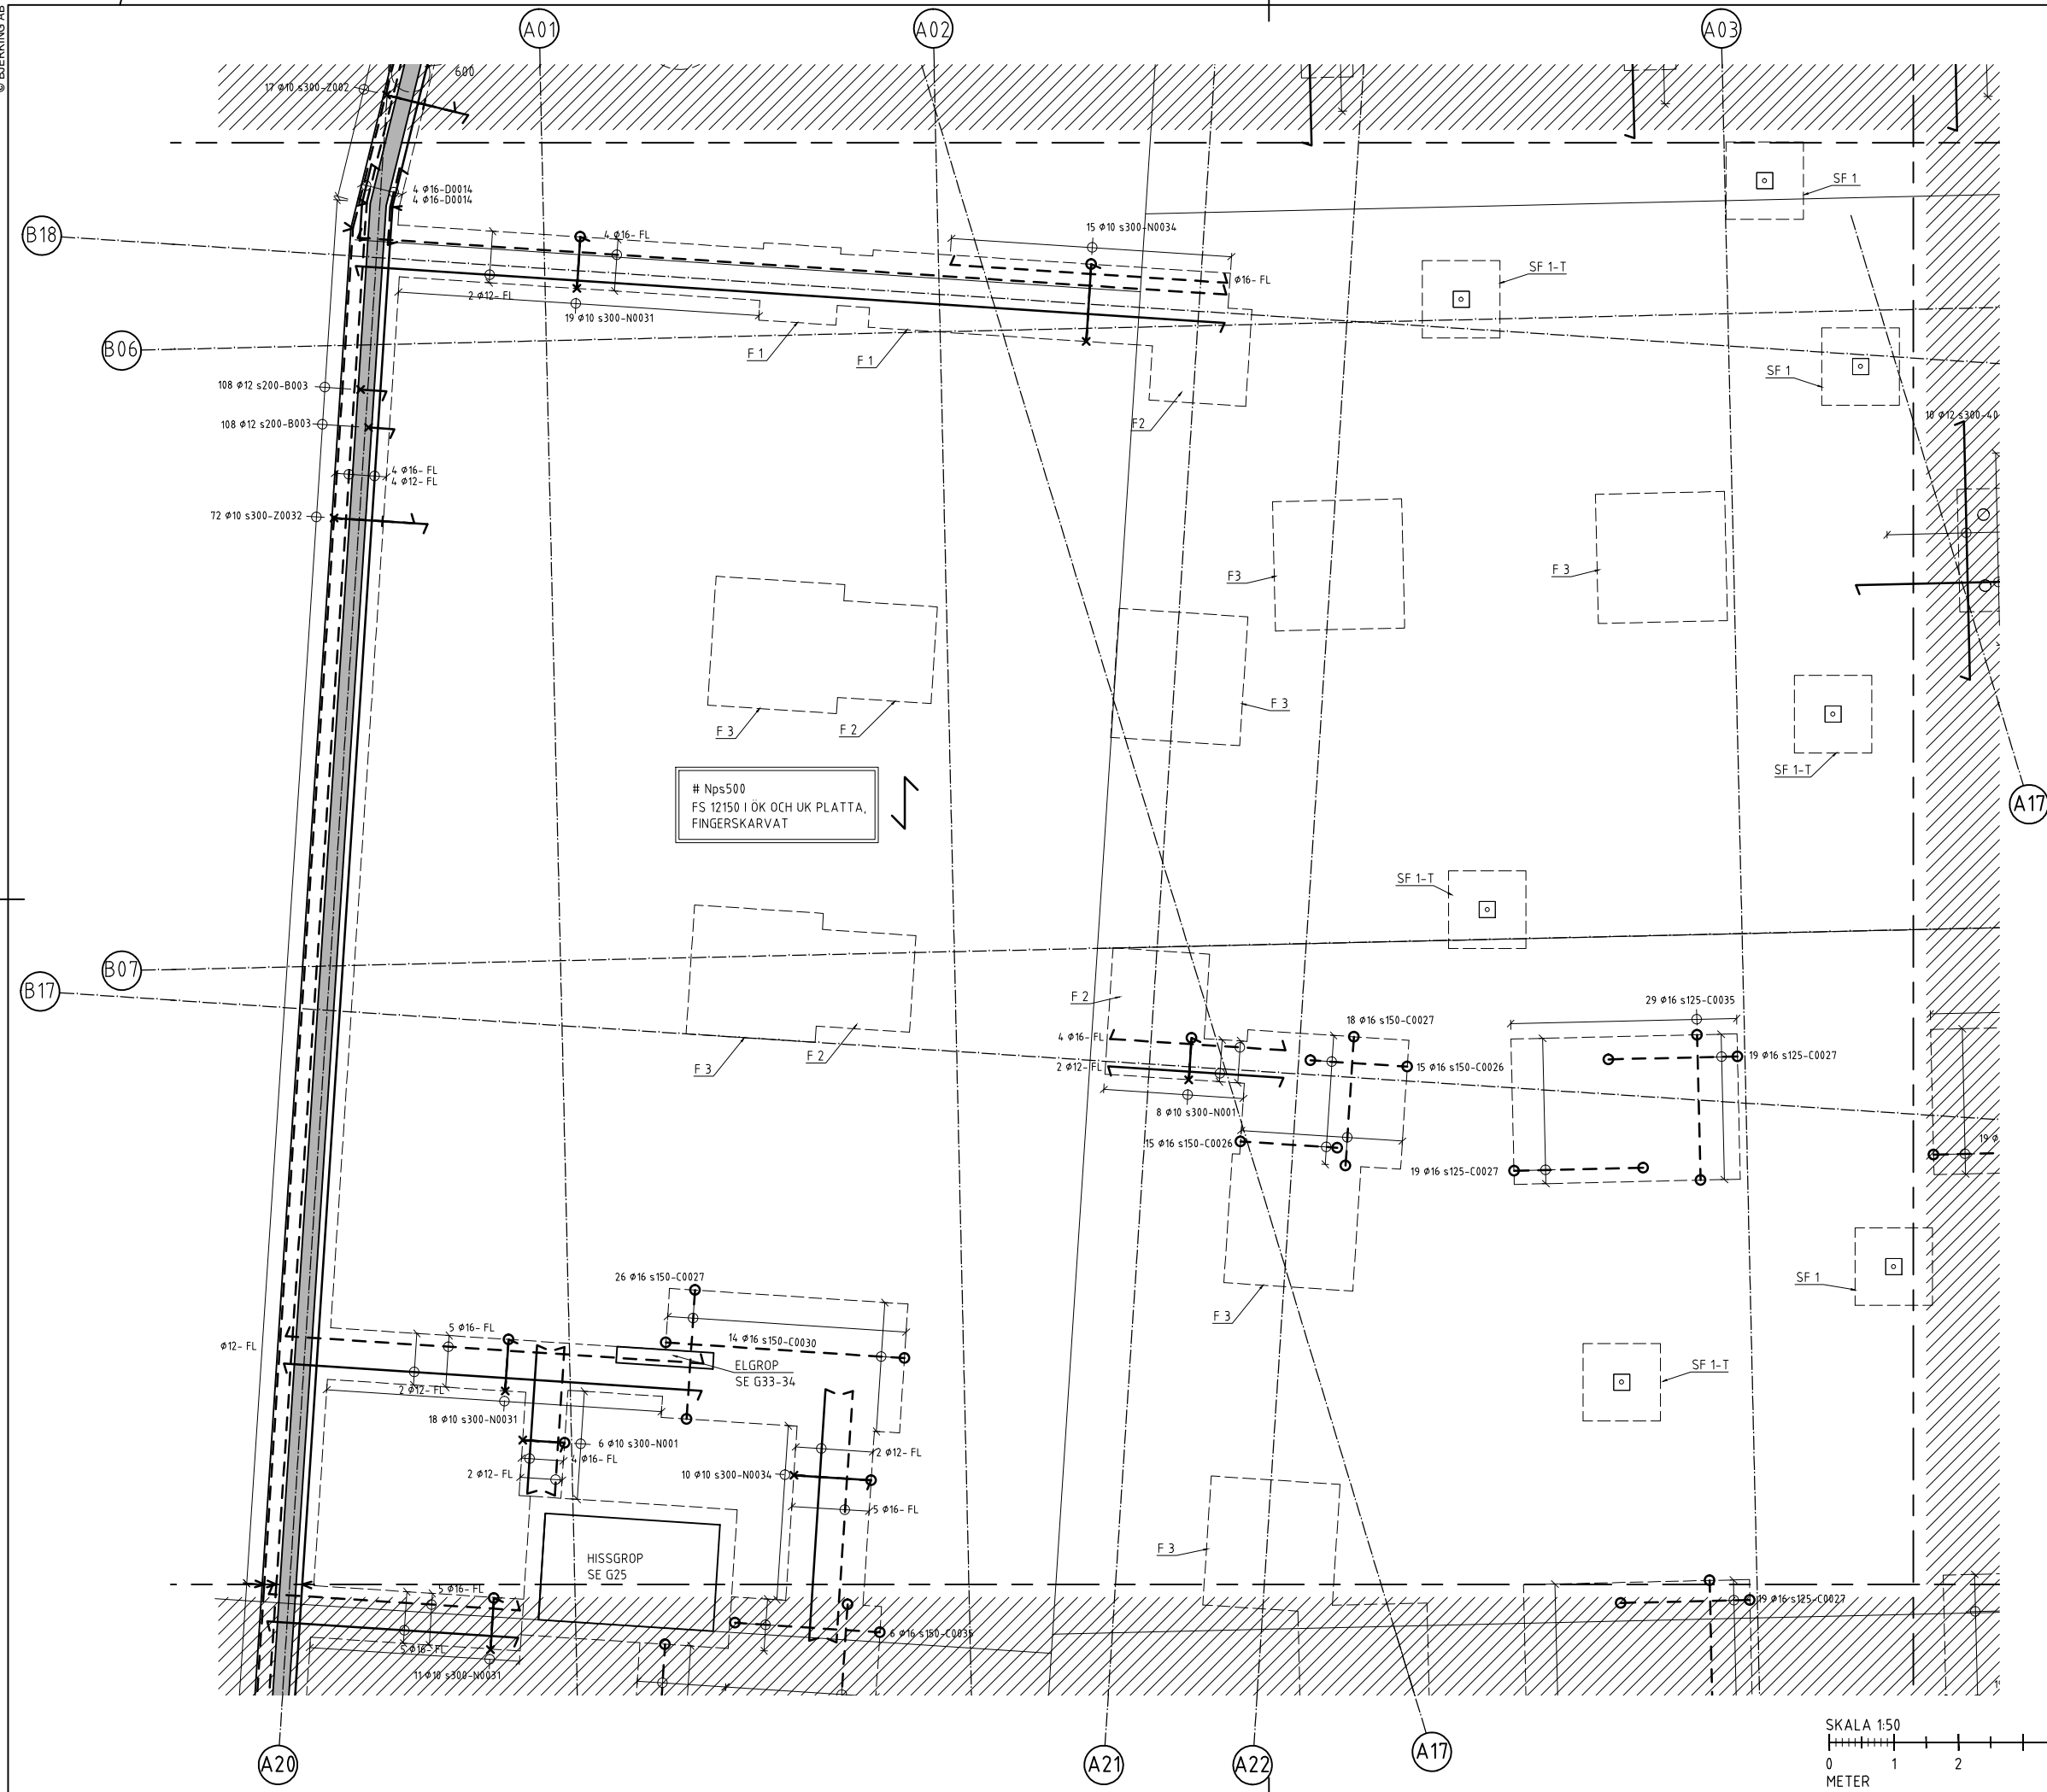 © BJERKING AB
A01
A02
A03
600
17 Ø10 s300-Z002
4 Ø16-D0014
4 Ø16-D0014
SF 1
B18
4 Ø16- FL
15 Ø10 s300-N0034
SF 1-T
Ø16- FL
2 Ø12- FL
19 Ø10 s300-N0031
B06
F 1
F 1
SF 1
108 Ø12 s200-B003
F2
10 Ø12 s300-40
108 Ø12 s200-B003
4 Ø16- FL
4 Ø12- FL
72 Ø10 s300-Z0032
F3
F 3
F 3
F 3
F 2
SF 1-T
# Nps500
FS 12150 I ÖK OCH UK PLATTA,
FINGERSKARVAT
A17
SF 1-T
B07
B17
F 2
29 Ø16 s125-C0035
18 Ø16 s150-C0027
4 Ø16- FL
F 2
F 3
19 Ø16 s125-C0027
2 Ø12- FL
15 Ø16 s150-C0026
8 Ø10 s300-N001
15 Ø16 s150-C0026
19 Ø16 s125-C0027
19 Ø
26 Ø16 s150-C0027
SF 1
F 3
5 Ø16- FL
14 Ø16 s150-C0030
Ø12- FL
ELGROP
SE G33-34
SF 1-T
2 Ø12- FL
18 Ø10 s300-N0031
6 Ø10 s300-N001
4 Ø16- FL
2 Ø12- FL
2 Ø12- FL
10 Ø10 s300-N0034
5 Ø16- FL
HISSGROP
SE G25
F 3
5 Ø16- FL
19 Ø16 s125-C0027
5 Ø16- FL
6 Ø16 s150-C0035
11 Ø10 s300-N0031
A20
A21
A22
A17
SKALA 1:50
0 1 2
METER